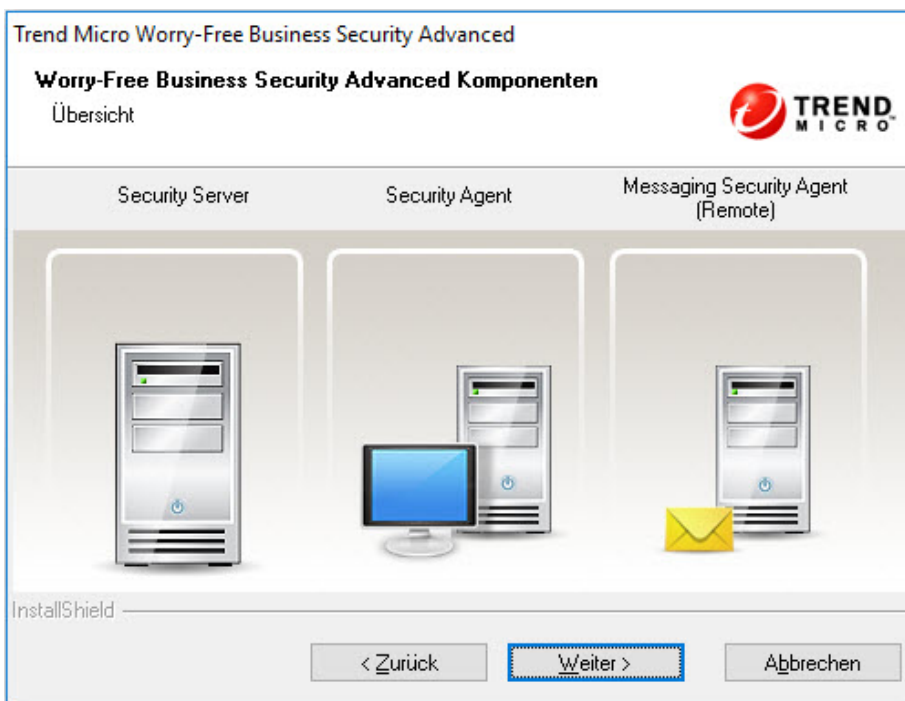 Trend Micro Worry-Free Business Security Advanced
Worry-Free Business Security Advanced Komponenten
Übersicht
TREND
MICRO™
Security Server
Security Agent
Messaging Security Agent
(Remote)
InstallShield
< Zurück
Weiter >
Abbrechen